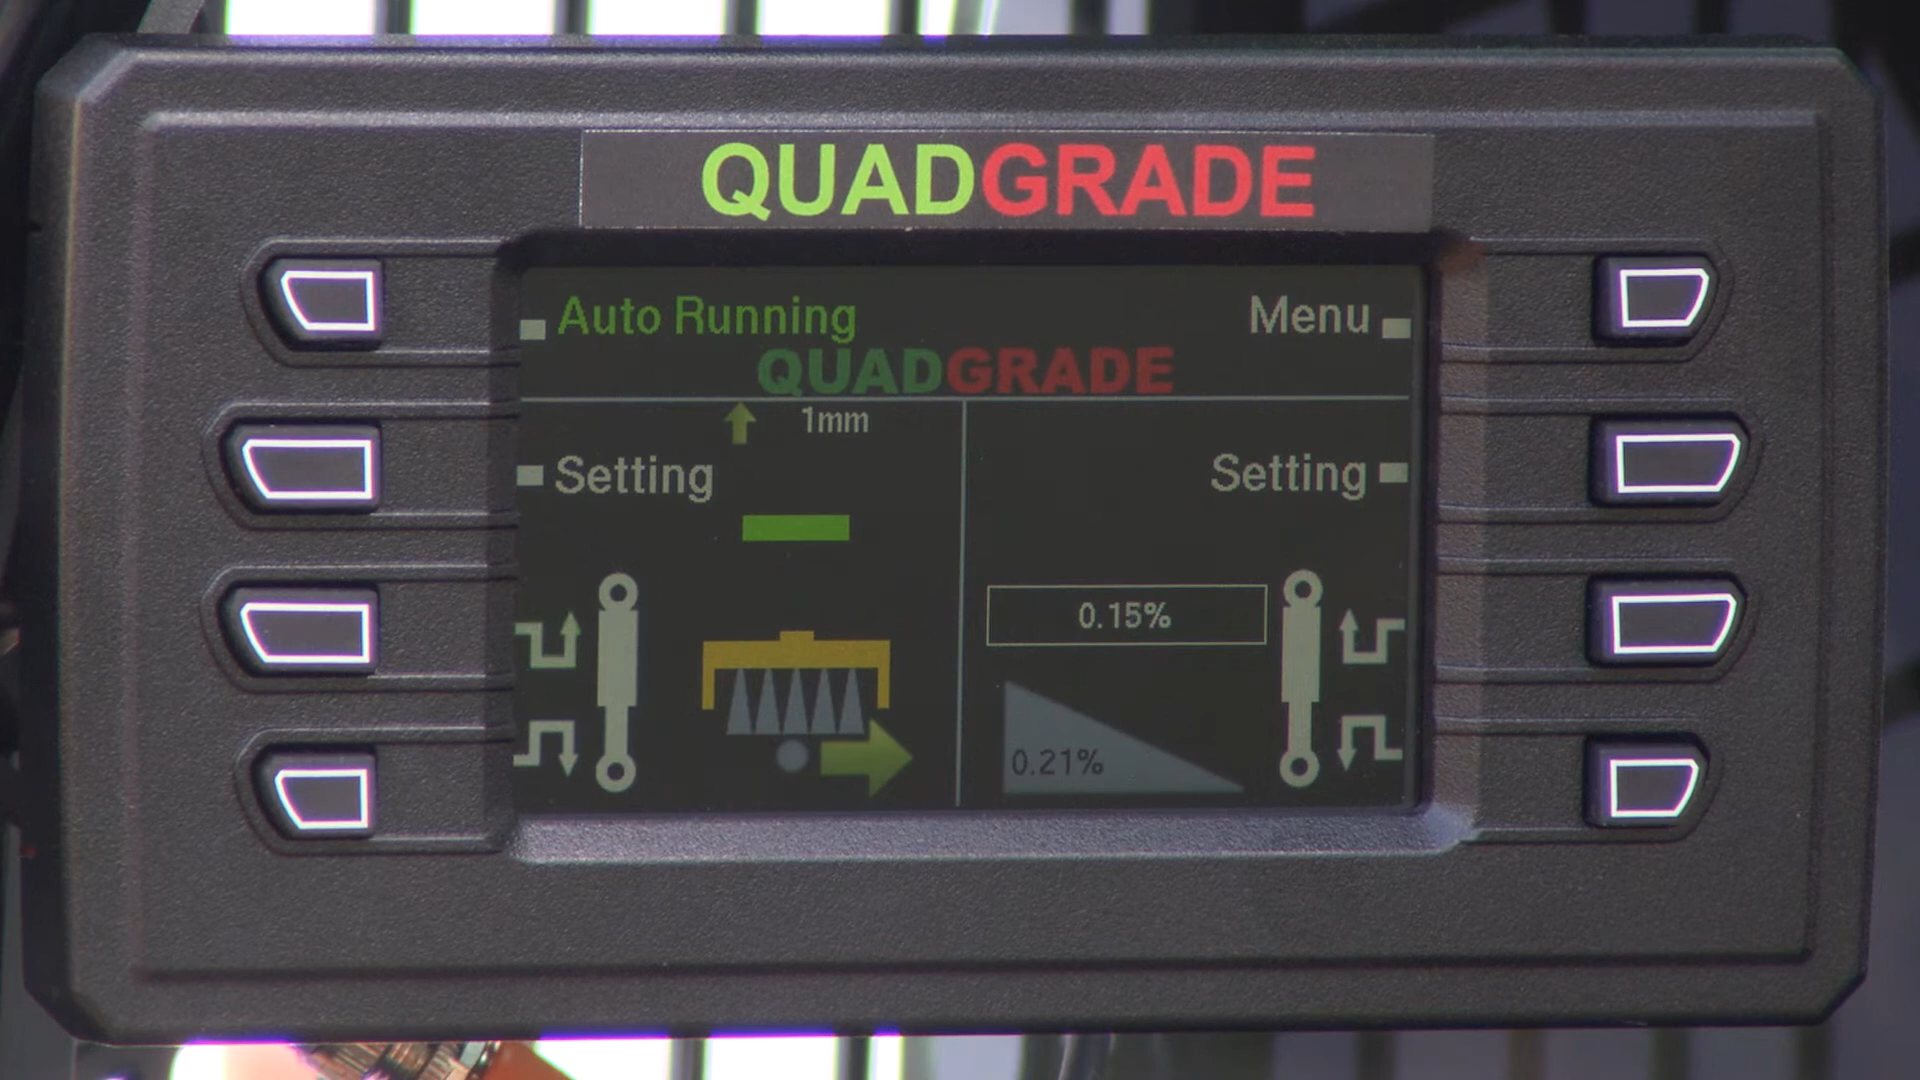 QUADGRADE
Auto Running
Menu
QUADGRADE
1mm
Setting
Setting
0.15%
0.21%